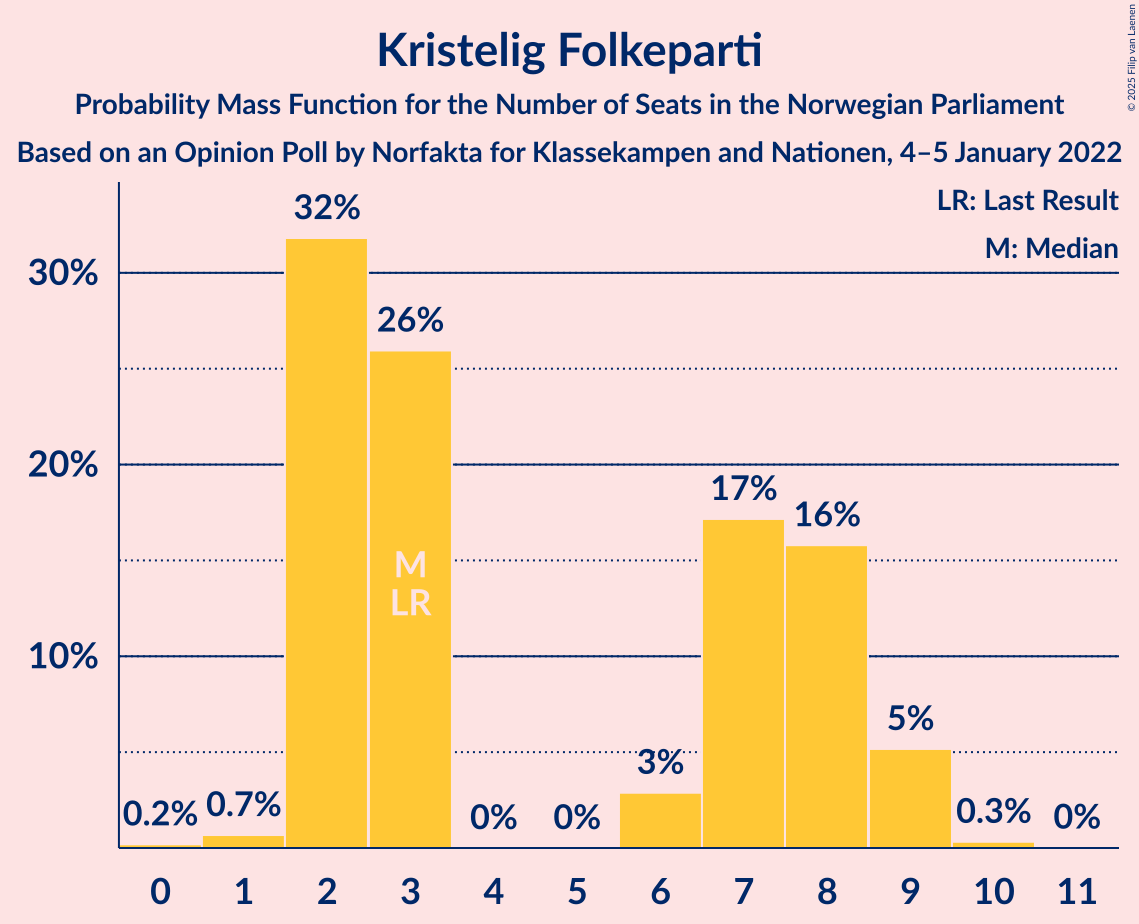 Kristelig Folkeparti
Probability Mass Function for the Number of Seats in the Norwegian Parliament
Based on an Opinion Poll by Norfakta for Klassekampen and Nationen, 4–5 January 2022
© 2025 Filip van Laenen
LR: Last Result
M: Median
32%
30%
26%
20%
17%
16%
M
LR
10%
5%
3%
0.2%
0.7%
0%
0%
0.3%
0%
0 1 2 3 4 5 6 7 8 9 10 11